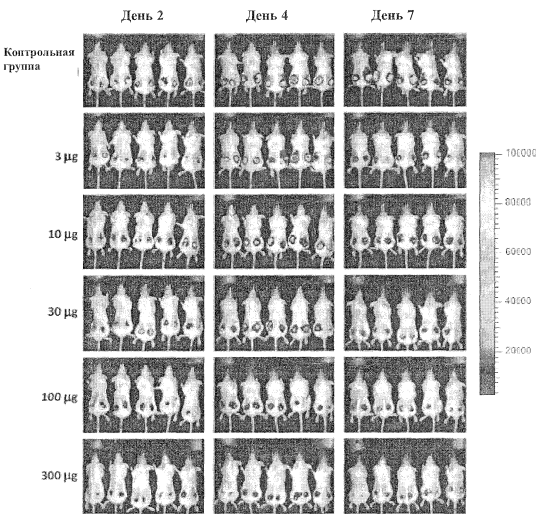 День 2 День 4 День 7
Контрольная
группа
3 µg
10 µg
30 µg
100 µg
300 µg
100000
80000
60000
40000
20000